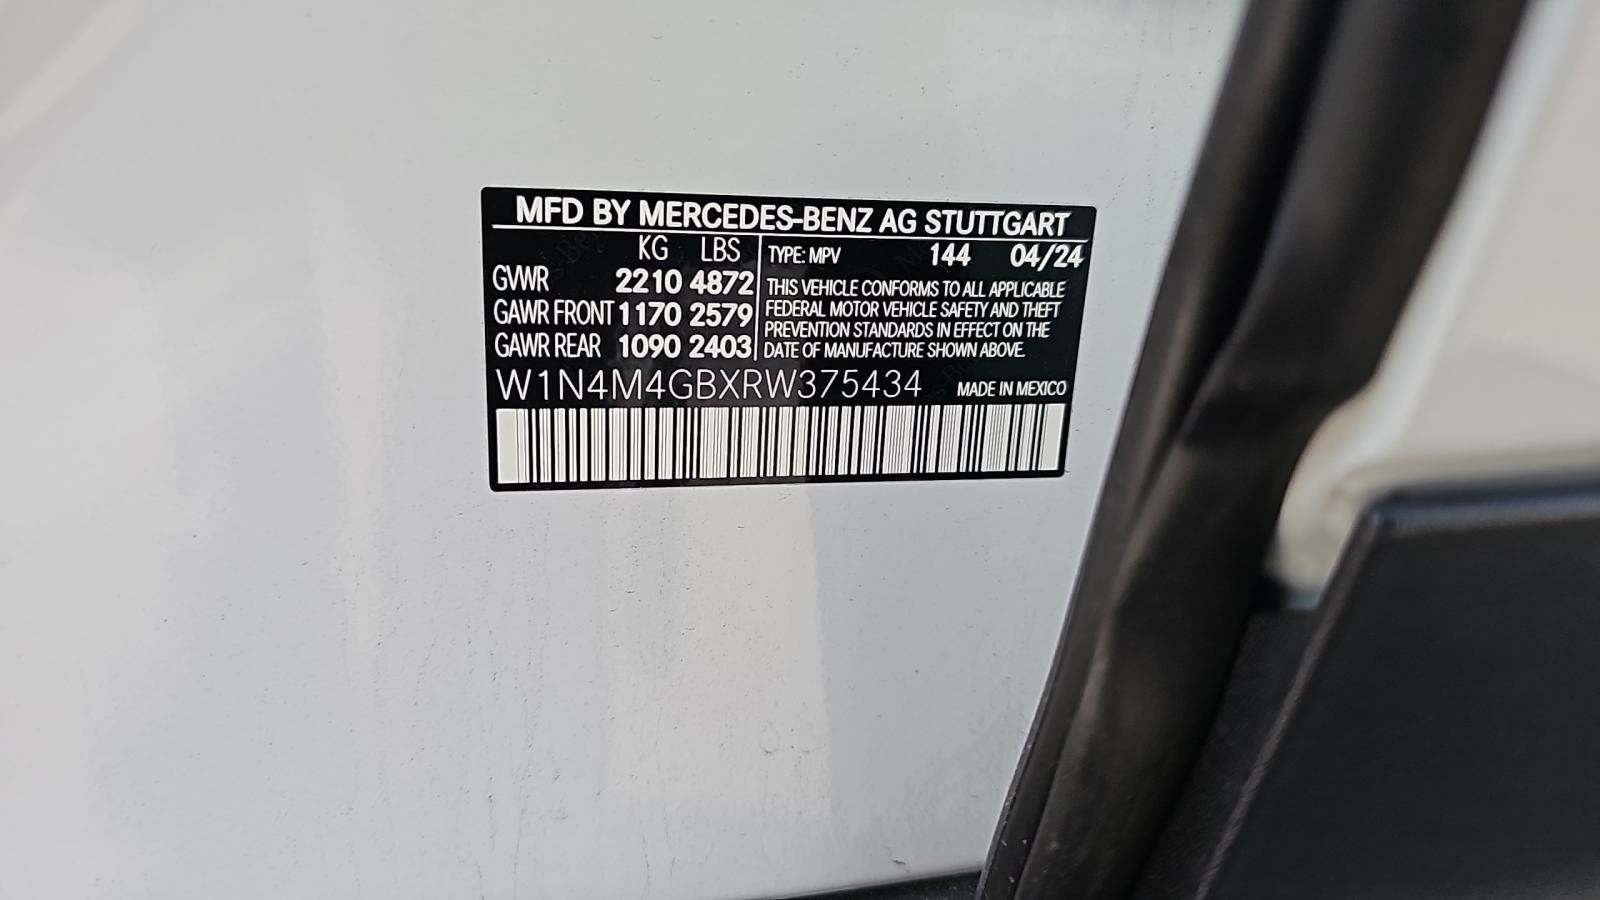 MFD BY MERCEDES-BENZ AG STUTTGART
KG LBS
GVWR 2210 4872
GAWR FRONT 1170 2579
GAWR REAR 1090 2403
TYPE: MPV 144 04/24
THIS VEHICLE CONFORMS TO ALL APPLICABLE
FEDERAL MOTOR VEHICLE SAFETY AND THEFT
PREVENTION STANDARDS IN EFFECT ON THE
DATE OF MANUFACTURE SHOWN ABOVE.
W1N4M4GBXRW375434 MADE IN MEXICO